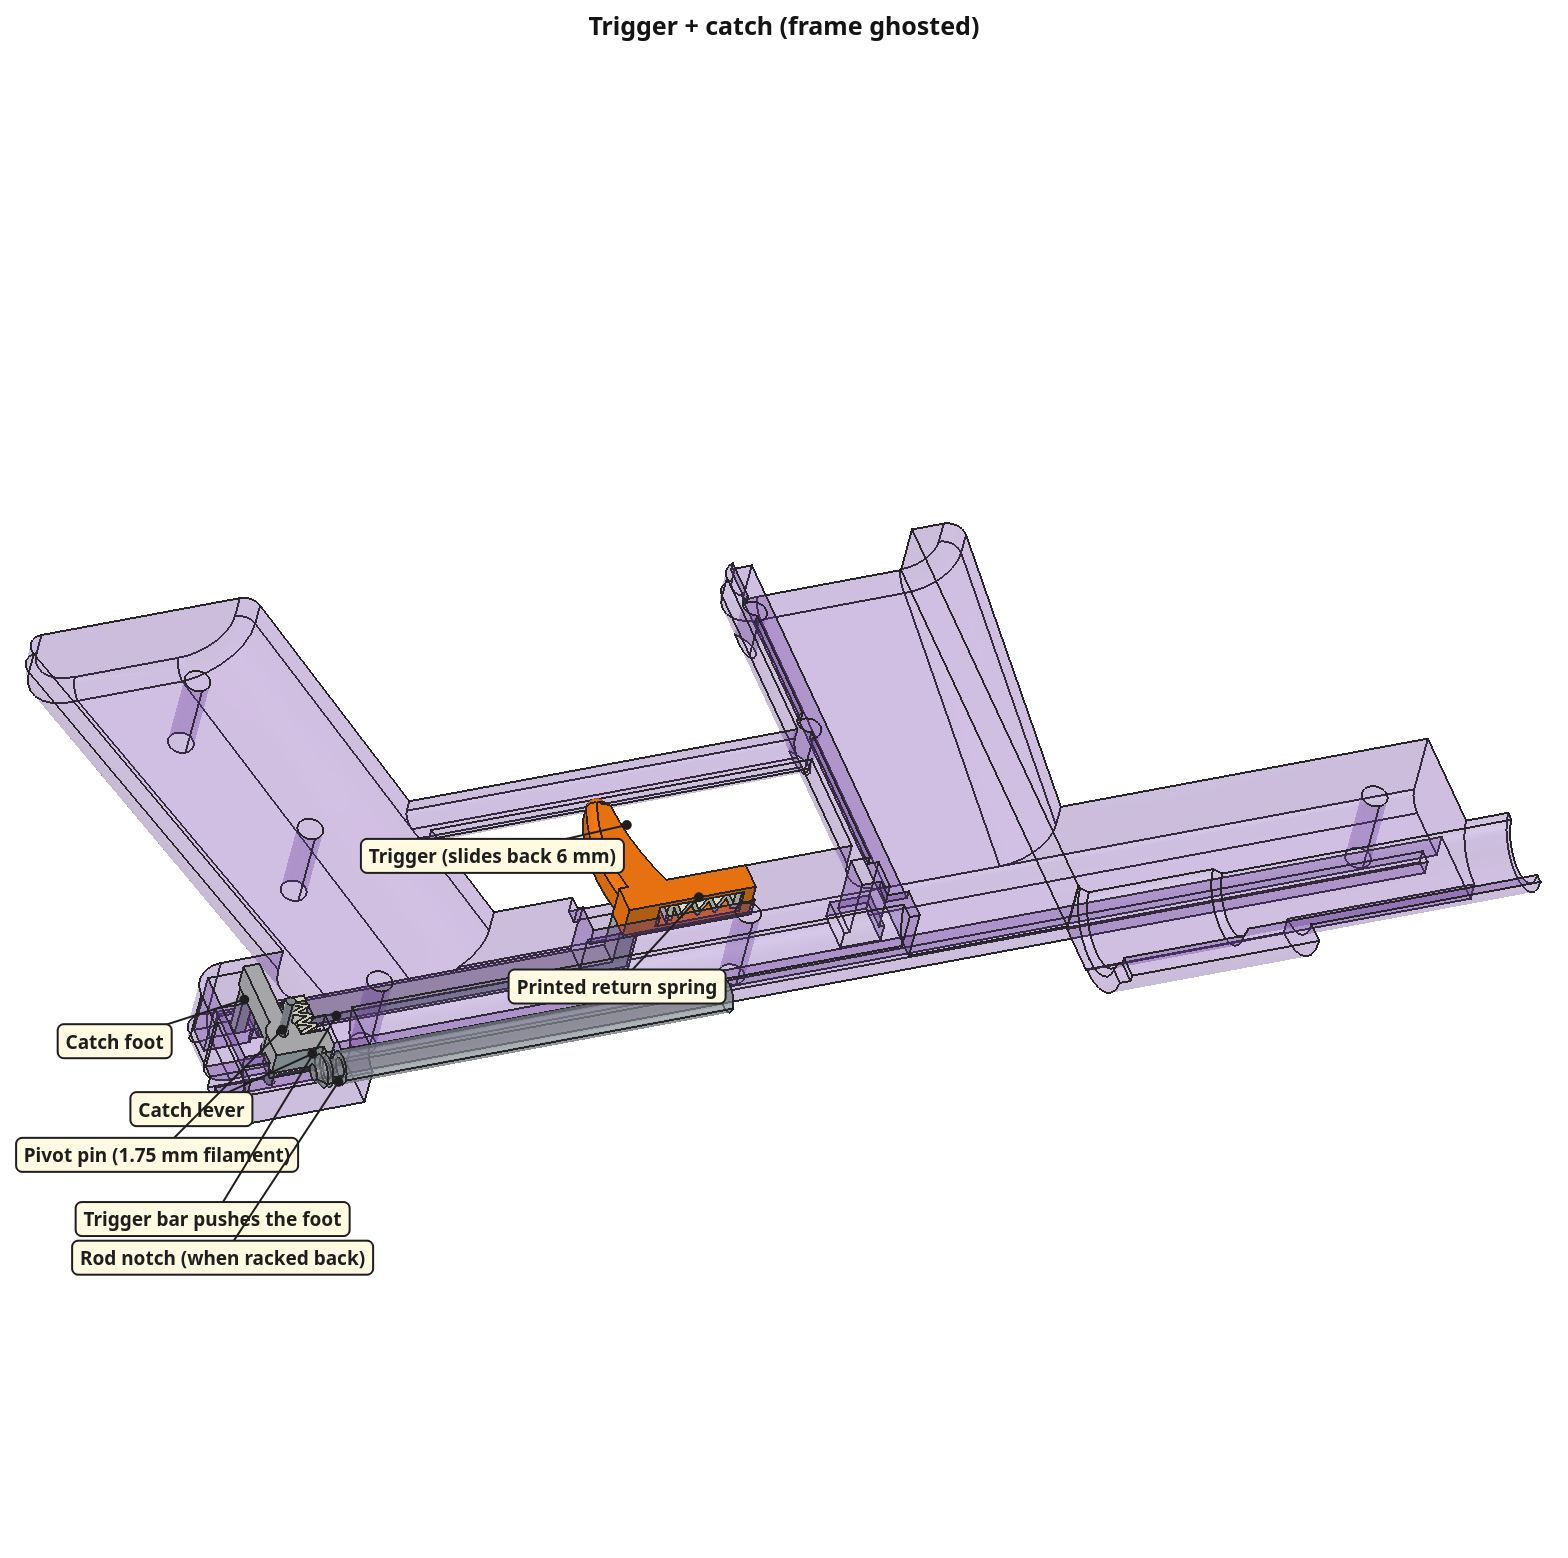 Trigger + catch (frame ghosted)
Trigger (slides back 6 mm)
Printed return spring
Catch foot
Catch lever
Pivot pin (1.75 mm filament)
Trigger bar pushes the foot
Rod notch (when racked back)